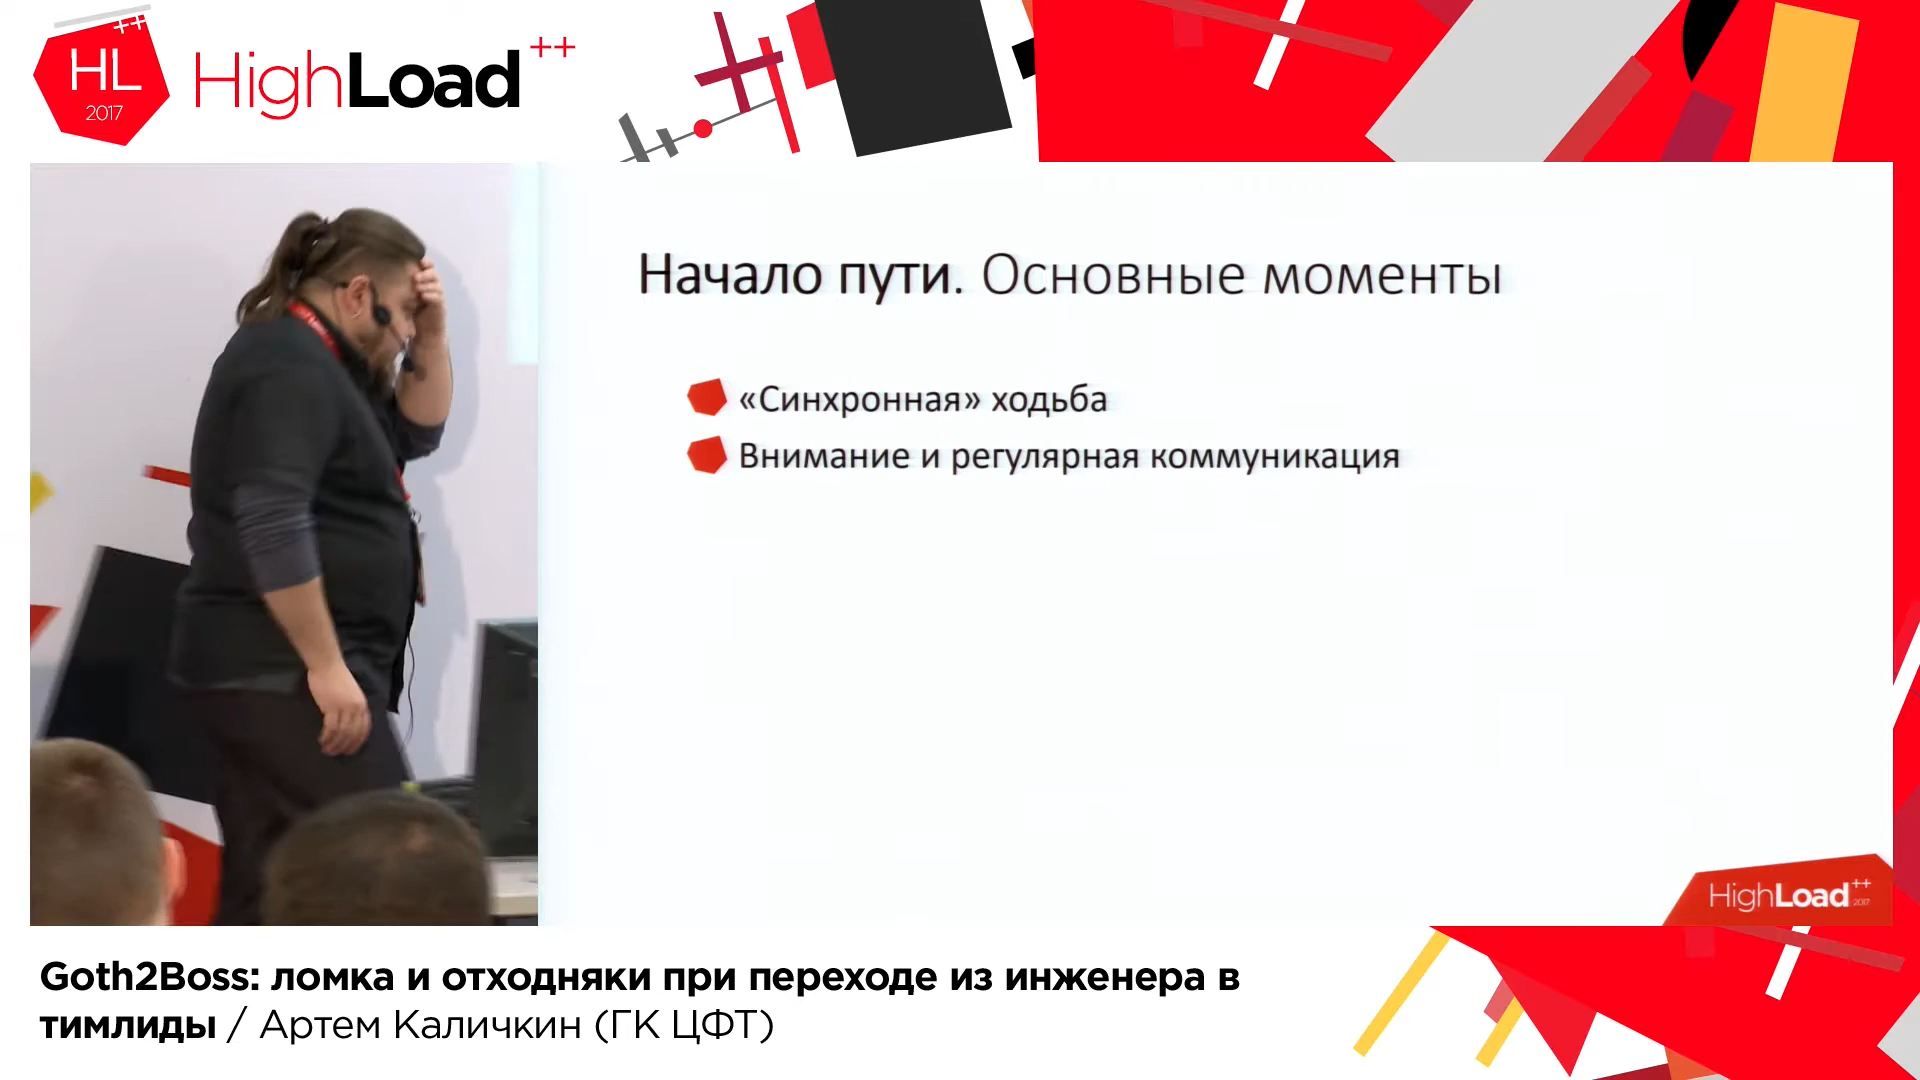 HL
++
2017
HighLoad++
Начало пути. Основные моменты
«Синхронная» ходьба
Внимание и регулярная коммуникация
HighLoad++
2017
Goth2Boss: ломка и отходняки при переходе из инженера в
тимлиды / Артем Каличкин (ГК ЦФТ)